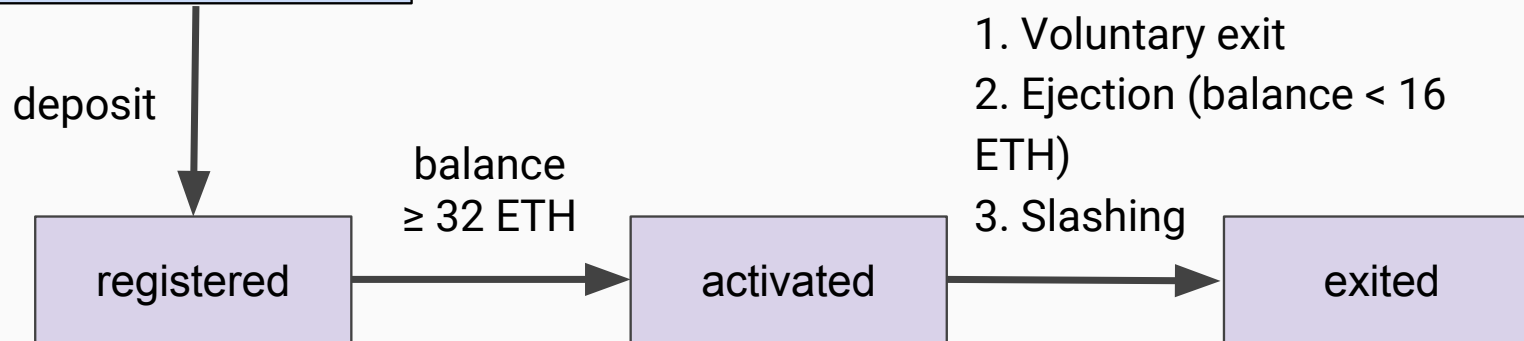 deposit
balance
≥ 32 ETH
1. Voluntary exit
2. Ejection (balance < 16
ETH)
3. Slashing
registered
activated
exited